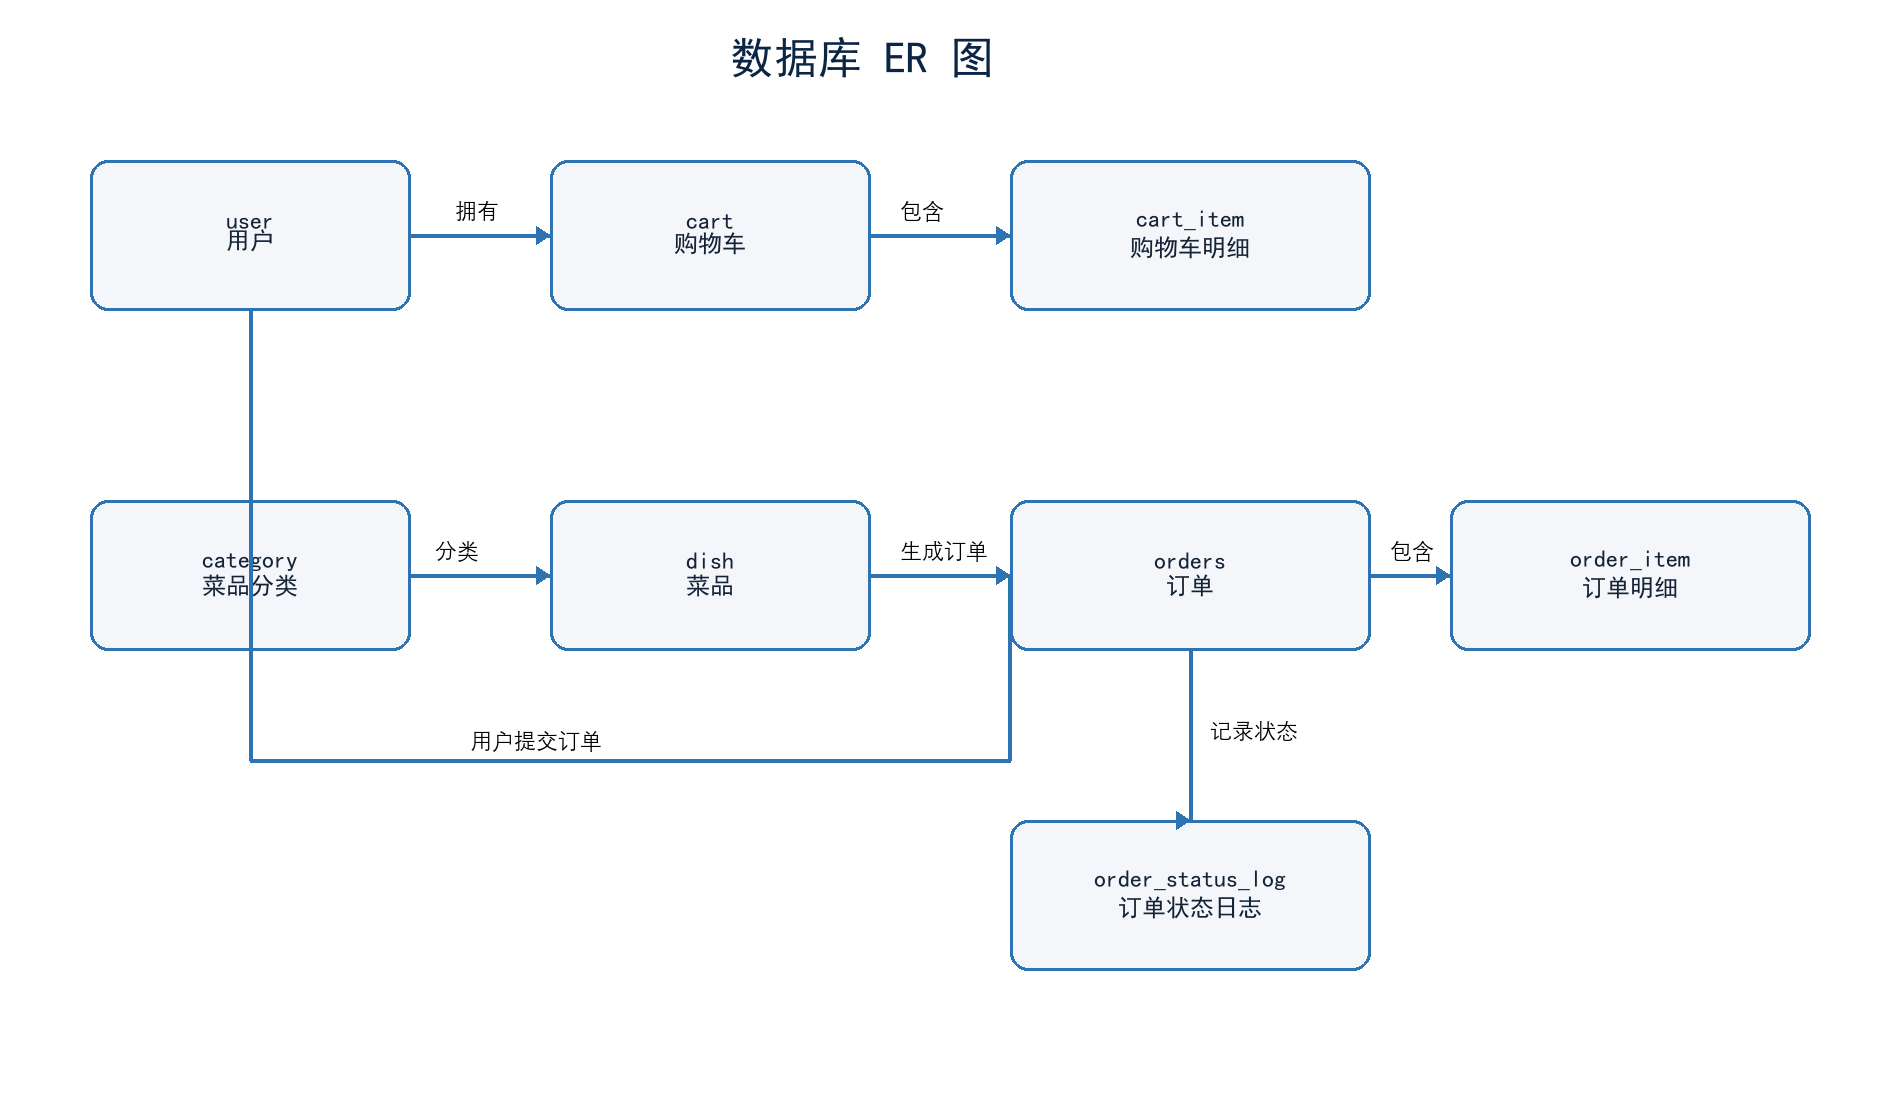 数据库 ER 图
user
用户
拥有
cart
购物车
包含
cart_item
购物车明细
category
菜品分类
分类
dish
菜品
生成订单
orders
订单
包含
order_item
订单明细
用户提交订单
记录状态
order_status_log
订单状态日志